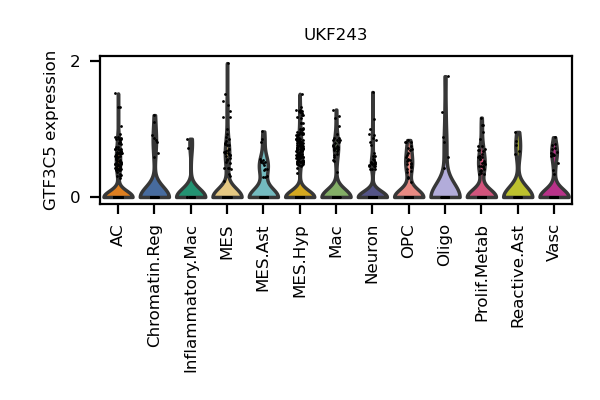 UKF243
GTF3C5 expression
2
0
AC
Chromatin.Reg
Inflammatory.Mac
MES
MES.Ast
MES.Hyp
Mac
Neuron
OPC
Oligo
Prolif.Metab
Reactive.Ast
Vasc